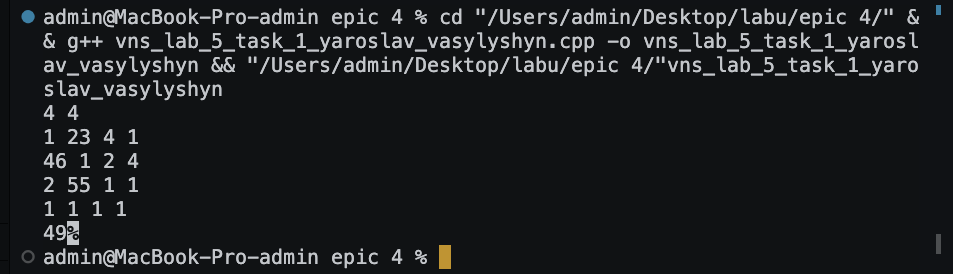 admin@MacBook-Pro-admin epic 4 % cd "/Users/admin/Desktop/labu/epic 4/" &
& g++ vns_lab_5_task_1_yaroslav_vasylyshyn.cpp -o vns_lab_5_task_1_yarosl
av_vasylyshyn && "/Users/admin/Desktop/labu/epic 4/"vns_lab_5_task_1_yaro
slav_vasylyshyn
4 4
1 23 4 1
46 1 2 4
2 55 1 1
1 1 1 1
49%
admin@MacBook-Pro-admin epic 4 %